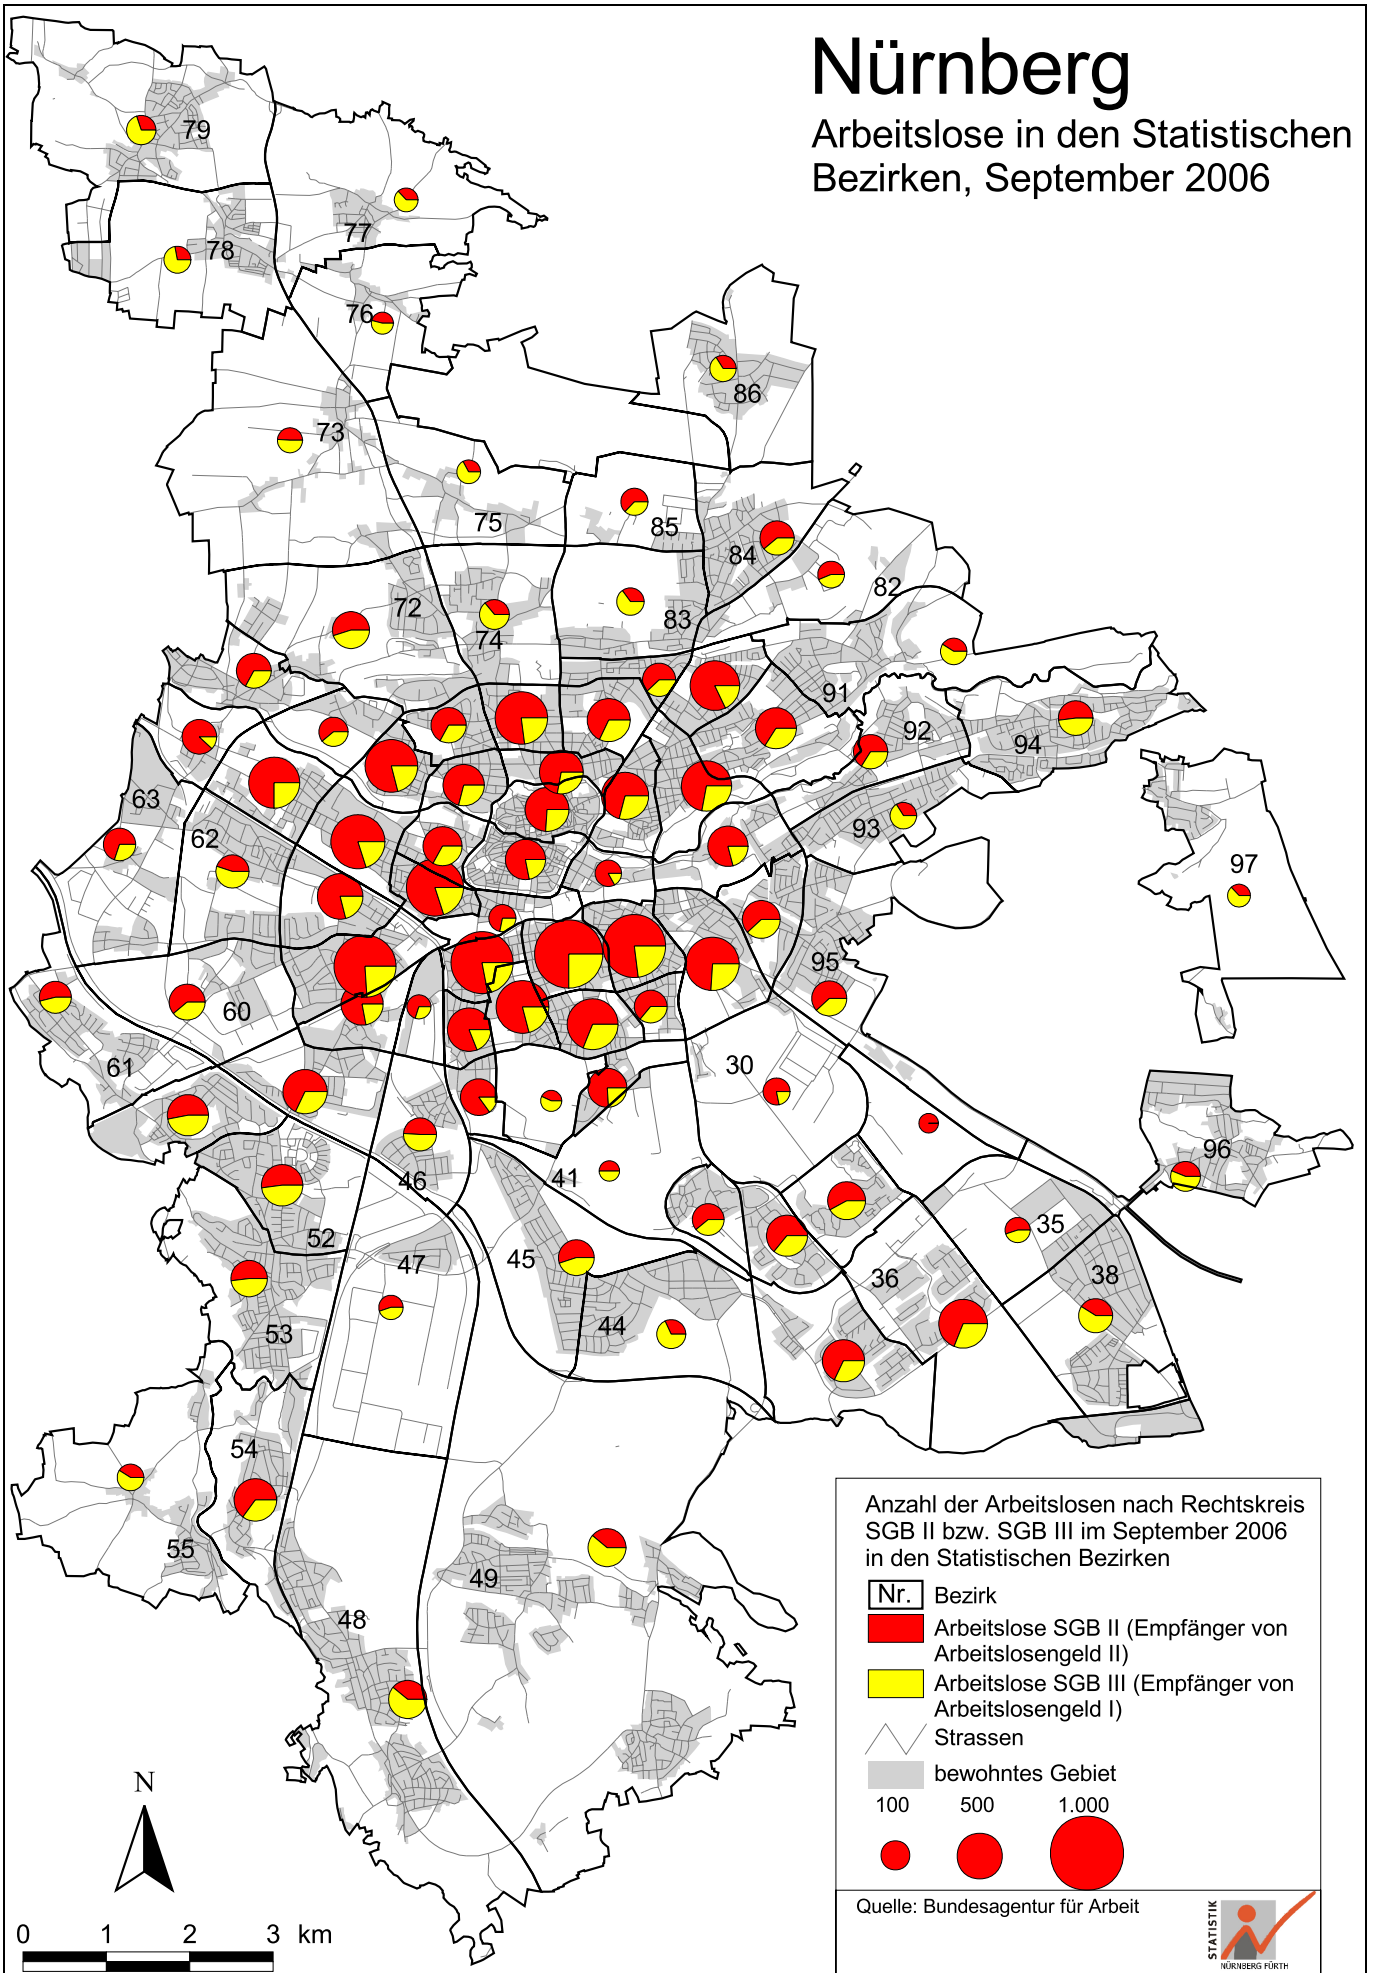 Nürnberg
Arbeitslose in den Statistischen
Bezirken, September 2006
79
77
78
76
86
73
75
85
84
82
72
74
83
91
92
94
63
62
93
97
95
60
61
30
96
46
41
35
52
47
45
36
38
53
44
54
55
49
48
Anzahl der Arbeitslosen nach Rechtskreis
SGB II bzw. SGB III im September 2006
in den Statistischen Bezirken
Nr. Bezirk
Arbeitslose SGB II (Empfänger von
Arbeitslosengeld II)
Arbeitslose SGB III (Empfänger von
Arbeitslosengeld I)
Strassen
bewohntes Gebiet
100 500 1.000
Quelle: Bundesagentur für Arbeit
STATISTIK
NÜRNBERG FÜRTH
N
0 1 2 3 km